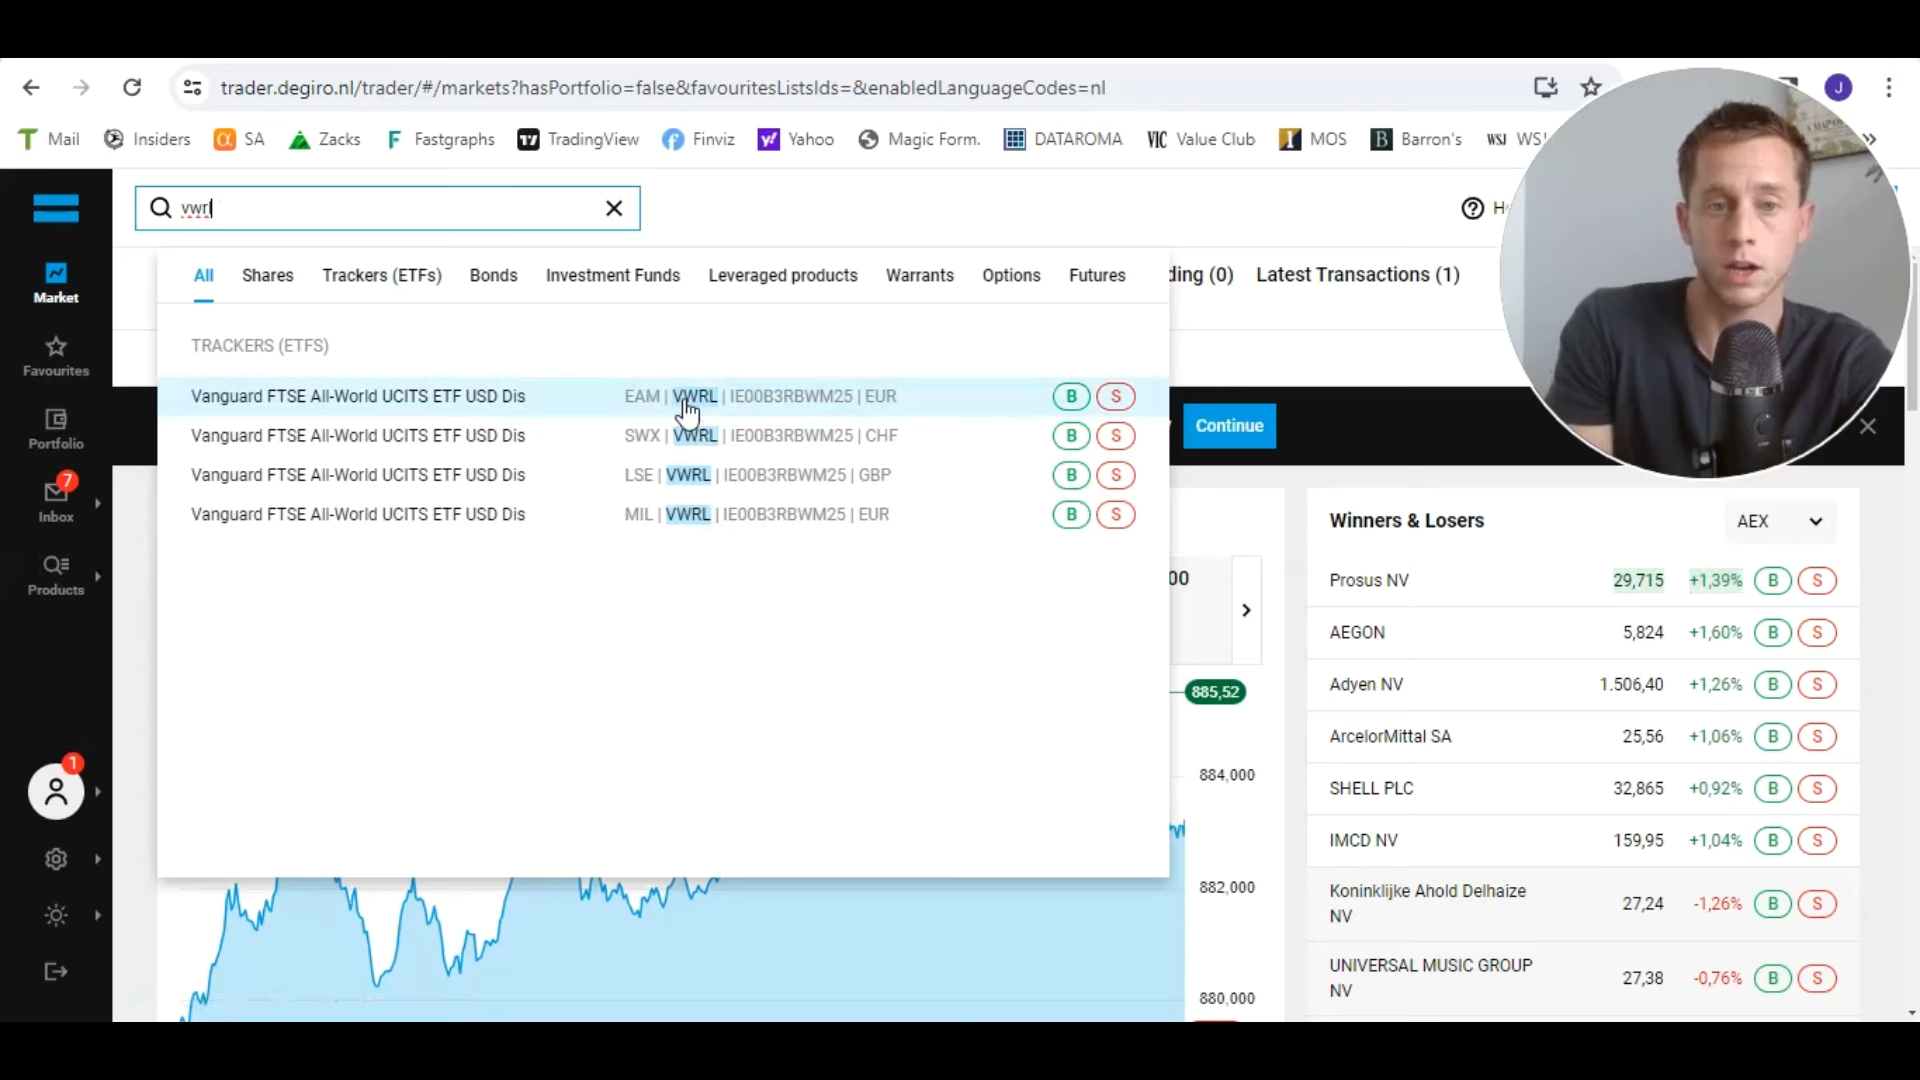 trader.degiro.nl/trader/#/markets?hasPortfolio=false&favouritesListsIds=&enabledLanguageCodes=nl
J
Mail Insiders SA Zacks Fastgraphs TradingView Finviz Yahoo Magic Form. DATAROMA VIC Value Club MOS Barron's WSJ WS
vwrl
All Shares Trackers (ETFs) Bonds Investment Funds Leveraged products Warrants Options Futures
(0) Latest Transactions (1)
Market
Favourites
Portfolio
7
Inbox
Products
1
TRACKERS (ETFS)
Vanguard FTSE All-World UCITS ETF USD Dis EAM | VWRL | IE00B3RBWM25 | EUR B S
Vanguard FTSE All-World UCITS ETF USD Dis SWX | VWRL | IE00B3RBWM25 | CHF B S
Vanguard FTSE All-World UCITS ETF USD Dis LSE | VWRL | IE00B3RBWM25 | GBP B S
Vanguard FTSE All-World UCITS ETF USD Dis MIL | VWRL | IE00B3RBWM25 | EUR B S
Continue
00
885,52
884,000
882,000
880,000
Winners & Losers AEX
Prosus NV 29,715 +1,39% B S
AEGON 5,824 +1,60% B S
Adyen NV 1.506,40 +1,26% B S
ArcelorMittal SA 25,56 +1,06% B S
SHELL PLC 32,865 +0,92% B S
IMCD NV 159,95 +1,04% B S
Koninklijke Ahold Delhaize
NV 27,24 -1,26% B S
UNIVERSAL MUSIC GROUP
NV 27,38 -0,76% B S